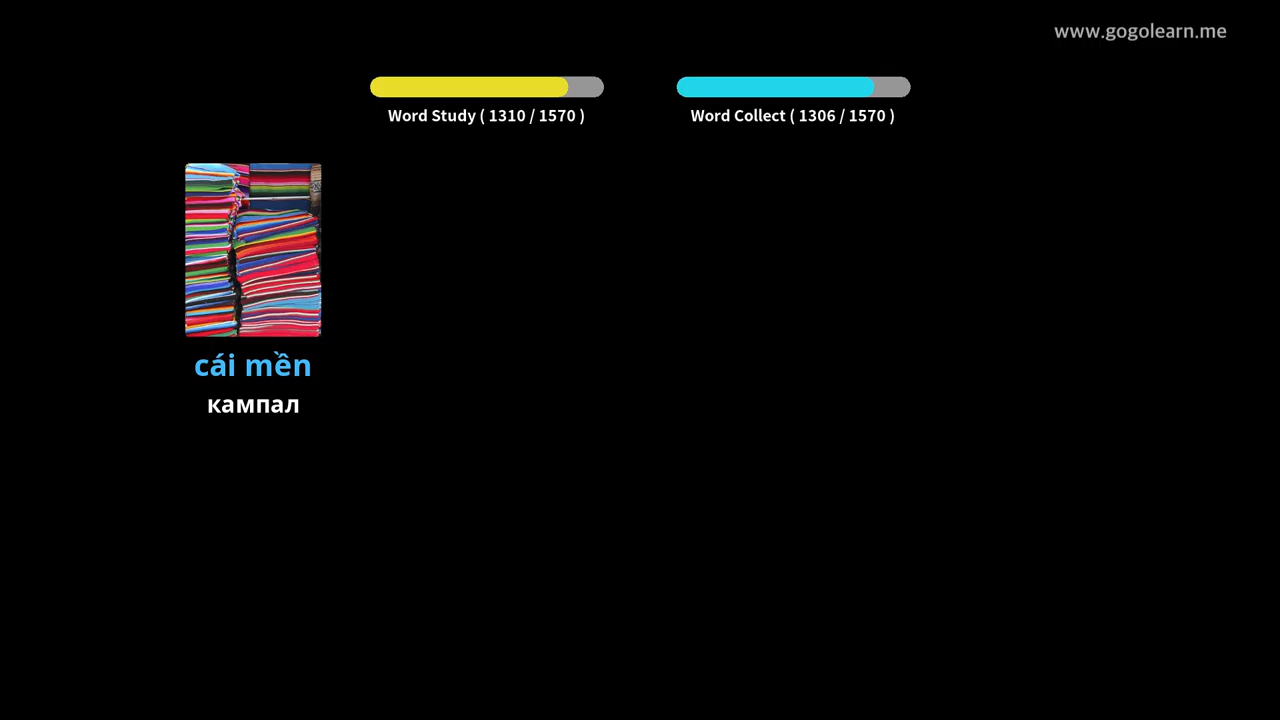 www.gogolearn.me
Word Study ( 1310 / 1570 )
Word Collect ( 1306 / 1570 )
cái mền
кампал